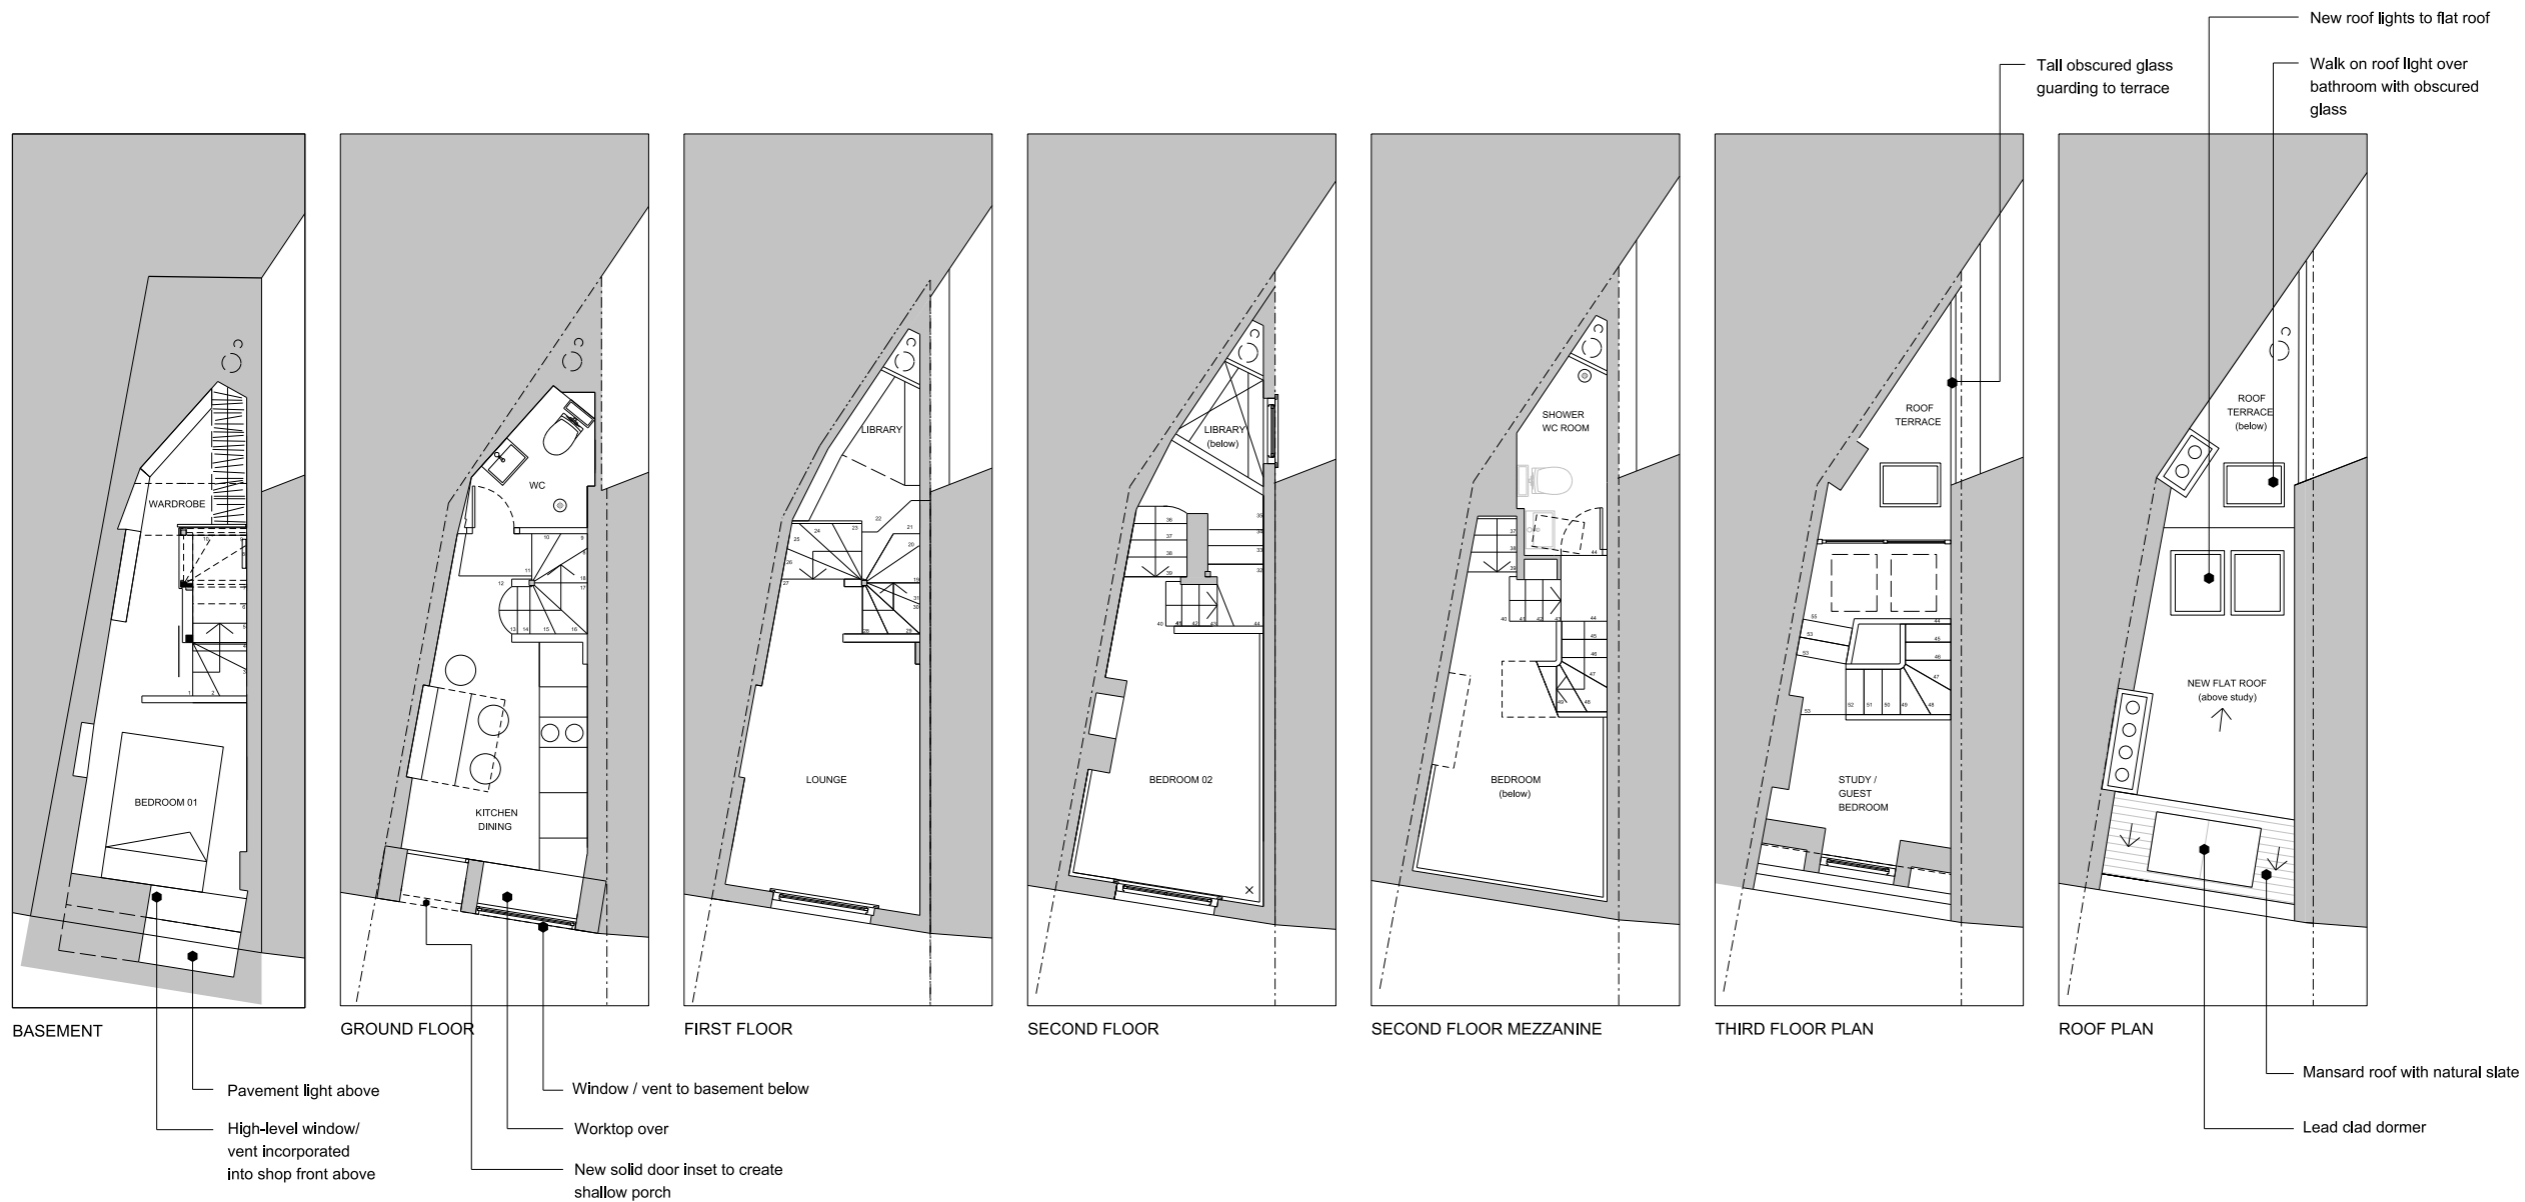 New roof lights to flat roof
Tall obscured glass
guarding to terrace
Walk on roof light over
bathroom with obscured
glass
WARDROBE
BEDROOM 01
BASEMENT
Pavement light above
High-level window/
vent incorporated
into shop front above
WC
KITCHEN
DINING
GROUND FLOOR
Window / vent to basement below
Worktop over
New solid door inset to create
shallow porch
LIBRARY
LOUNGE
FIRST FLOOR
LIBRARY
(below)
BEDROOM 02
SECOND FLOOR
SHOWER
WC ROOM
BEDROOM
(below)
SECOND FLOOR MEZZANINE
ROOF
TERRACE
STUDY /
GUEST
BEDROOM
THIRD FLOOR PLAN
ROOF
TERRACE
(below)
NEW FLAT ROOF
(above study)
ROOF PLAN
Mansard roof with natural slate
Lead clad dormer